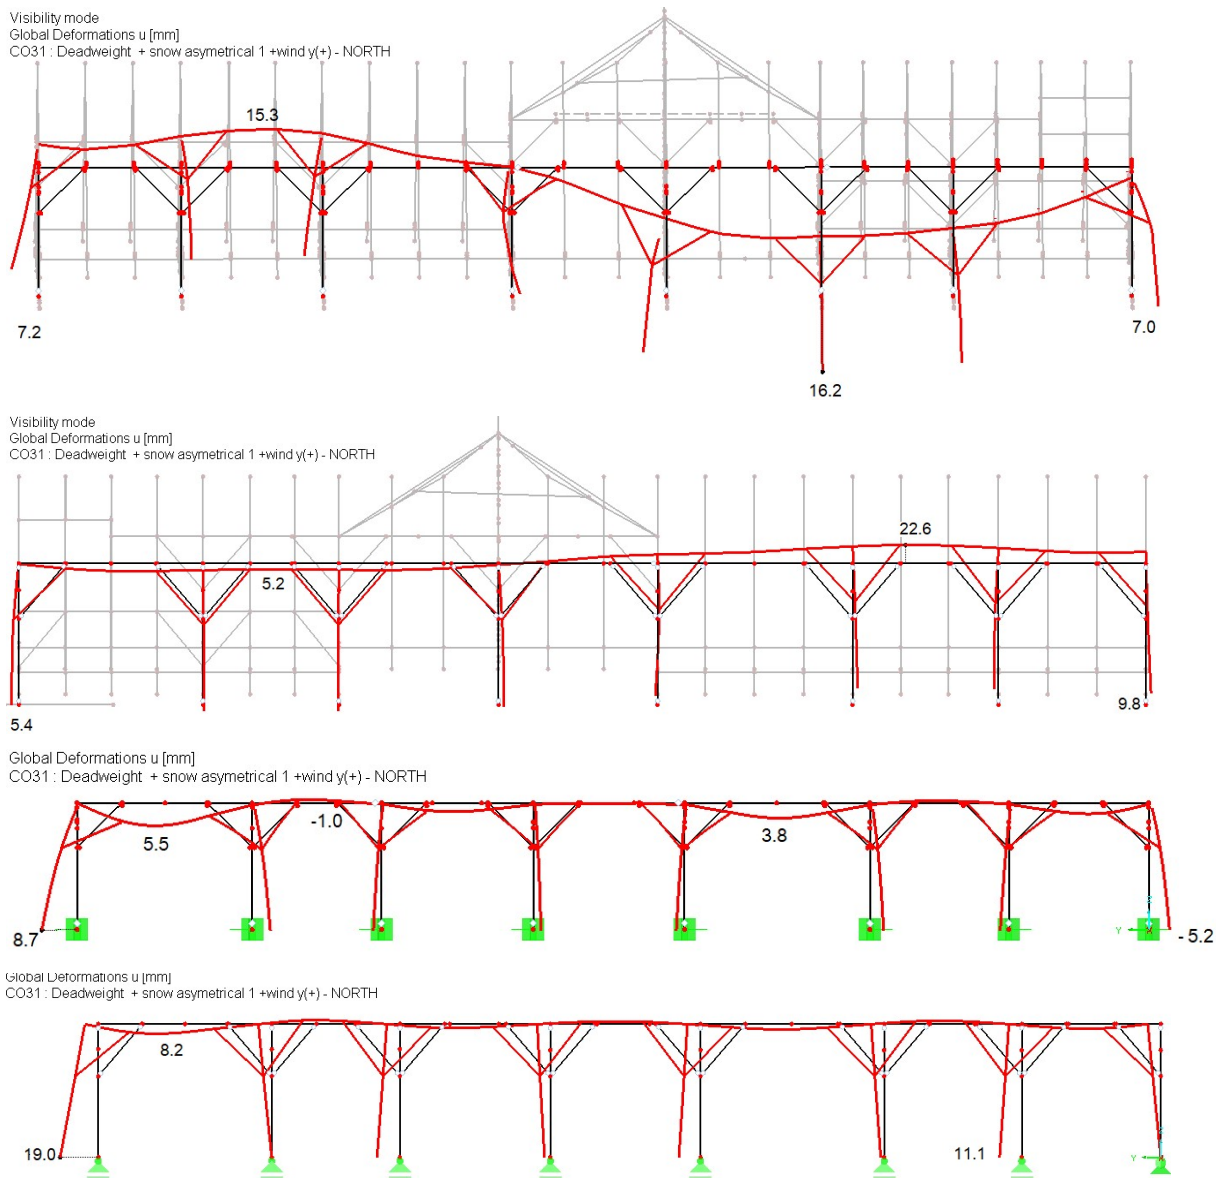 Visibility mode
Global Deformations u [mm]
CO31 : Deadweight + snow asymetrical 1 +wind y(+) - NORTH
15.3
7.2
7.0
16.2
Visibility mode
Global Deformations u [mm]
CO31 : Deadweight + snow asymetrical 1 +wind y(+) - NORTH
22.6
5.2
9.8
5.4
Global Deformations u [mm]
CO31 : Deadweight + snow asymetrical 1 +wind y(+) - NORTH
-1.0
5.5
3.8
Y
8.7
- 5.2
Global Deformations u [mm]
CO31 : Deadweight + snow asymetrical 1 +wind y(+) - NORTH
8.2
19.0
11.1
Y